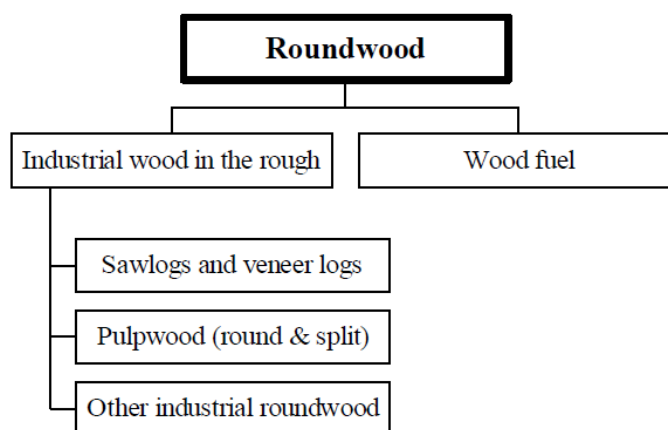 Roundwood
Industrial wood in the rough
Wood fuel
Sawlogs and veneer logs
Pulpwood (round & split)
Other industrial roundwood